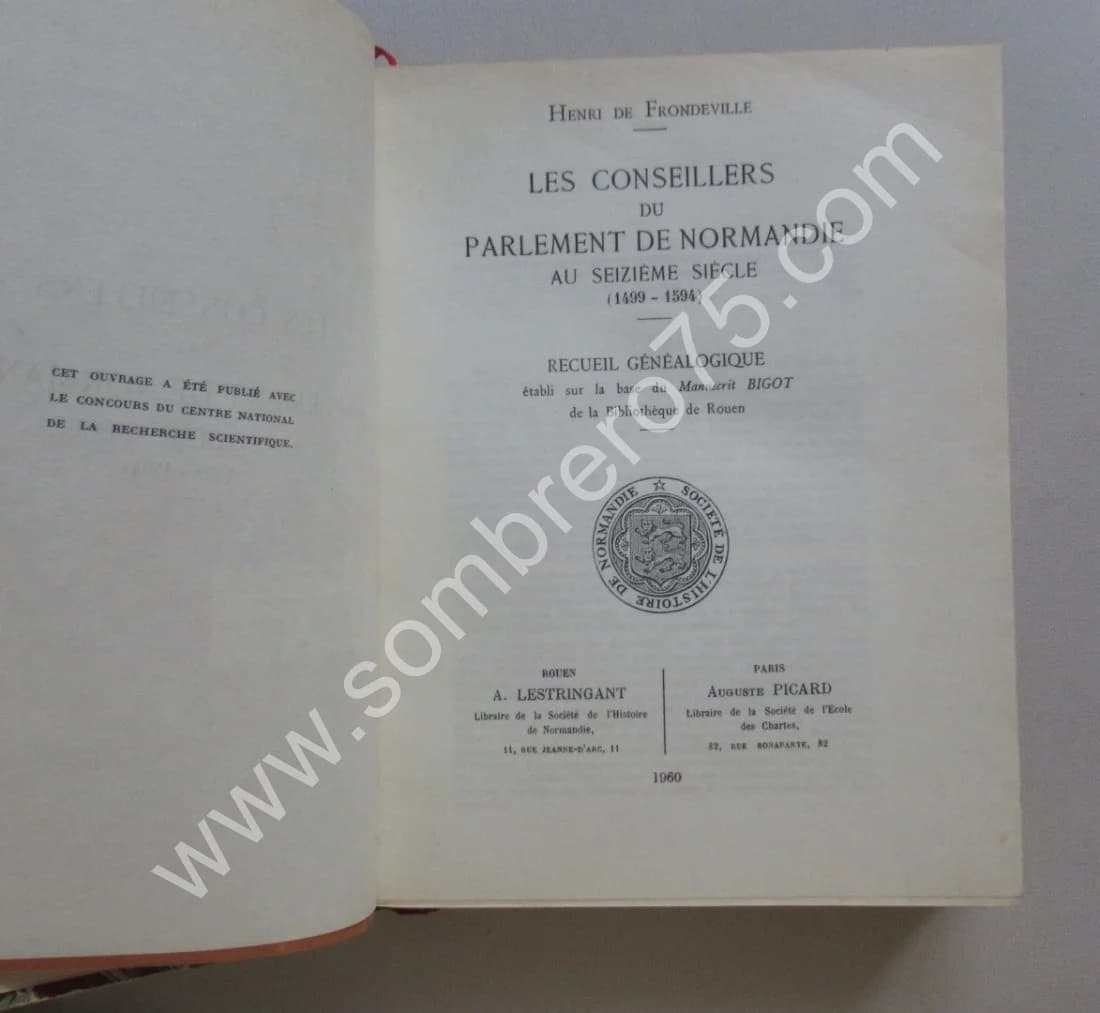 CET OUVRAGE A ÉTÉ PUBLIÉ AVEC
LE CONCOURS DU CENTRE NATIONAL
DE LA RECHERCHE SCIENTIFIQUE.
HENRI DE FRONDEVILLE
LES CONSEILLERS
DU
PARLEMENT DE NORMANDIE
AU SEIZIÈME SIÈCLE
(1499 - 1594)
RECUEIL GÉNÉALOGIQUE
établi sur la base du Manuscrit BIGOT
de la Bibliothèque de Rouen
SOCIÉTÉ DE L'HISTOIRE DE NORMANDIE
ROUEN
A. LESTRINGANT
Libraire de la Société de l'Histoire
de Normandie,
11, RUE JEANNE-D'ARC, 11
PARIS
AUGUSTE PICARD
Libraire de la Société de l'Ecole
des Chartes,
82, RUE BONAPARTE, 82
1960
www.sombrero75.com